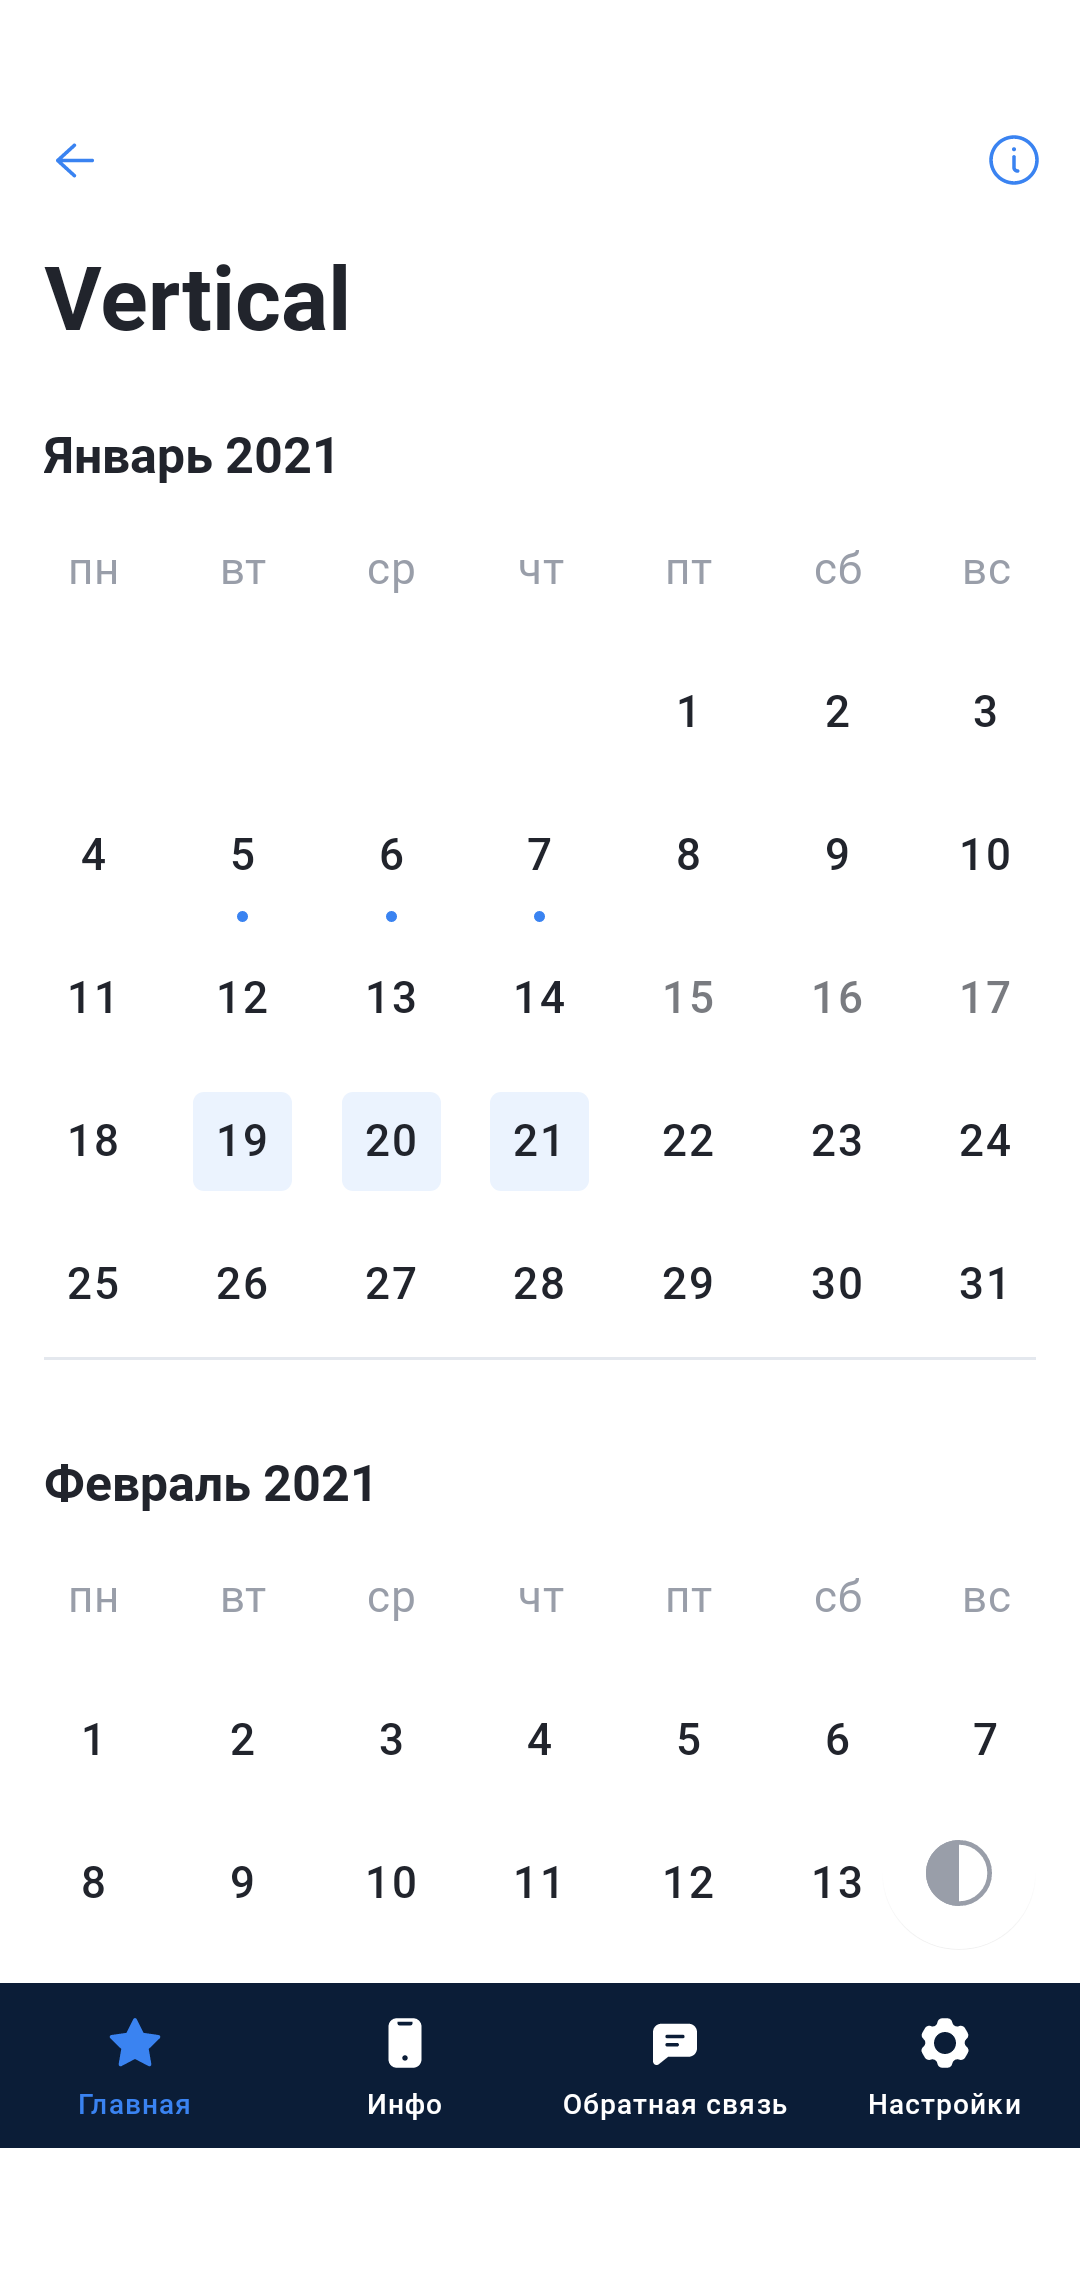 Vertical
Январь 2021
пн вт ср чт пт сб вс
1 2 3
4 5 6 7 8 9 10
11 12 13 14 15 16 17
18 19 20 21 22 23 24
25 26 27 28 29 30 31
Февраль 2021
пн вт ср чт пт сб вс
1 2 3 4 5 6 7
8 9 10 11 12 13
Главная Инфо Обратная связь Настройки